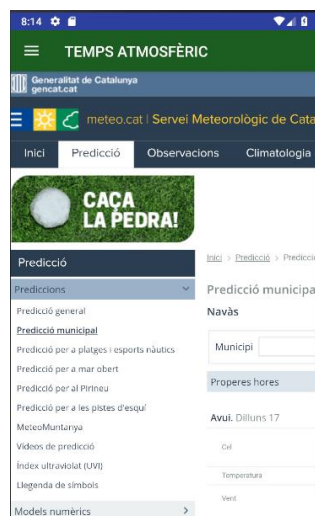 8:14
TEMPS ATMOSFÈRIC
Generalitat de Catalunya
gencat.cat
meteo.cat | Servei Meteorològic de Cata
Inici Predicció Observacions Climatologia
CAÇA
LA PEDRA!
Predicció
Inici > Predicció > Predicció
Prediccions
Predicció municipa
Predicció general
Navàs
Predicció municipal
Predicció per a platges i esports nàutics
Municipi
Predicció per a mar obert
Predicció per al Pirineu
Properes hores
Predicció per a les pistes d'esquí
MeteoMuntanya
Avui. Dilluns 17
Vídeos de predicció
Cel
Índex ultraviolat (UVI)
Llegenda de símbols
Temperatura
Vent
Models numèrics